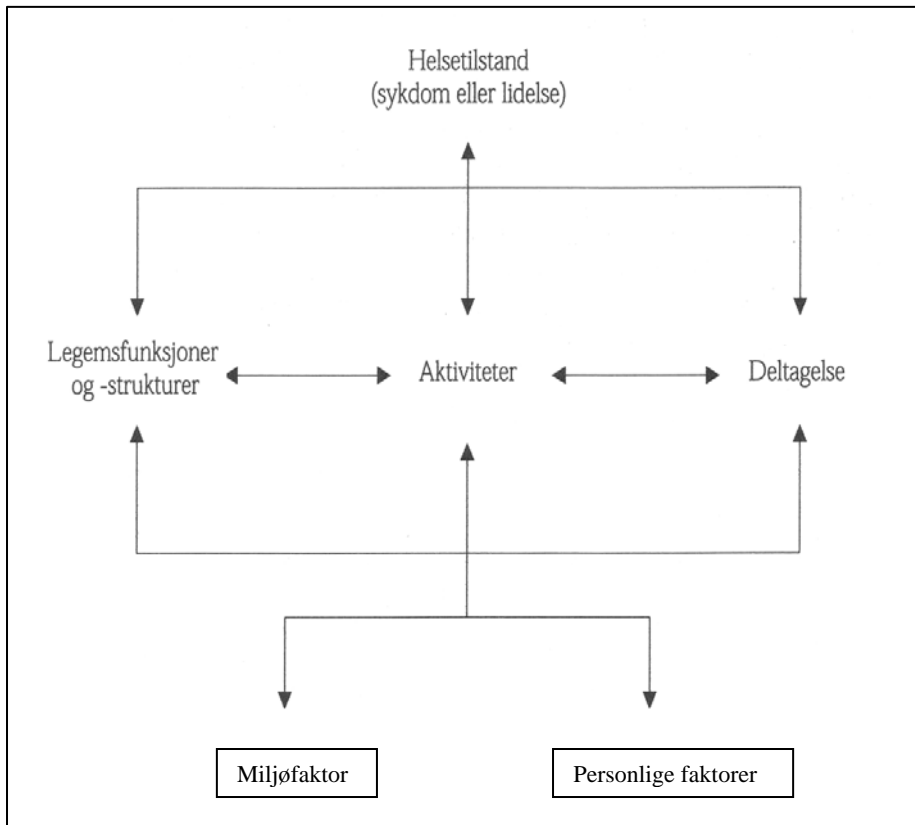 Helsetilstand
(sykdom eller lidelse)
Legemsfunksjoner
og -strukturer
Aktiviteter
Deltagelse
Miljøfaktor
Personlige faktorer